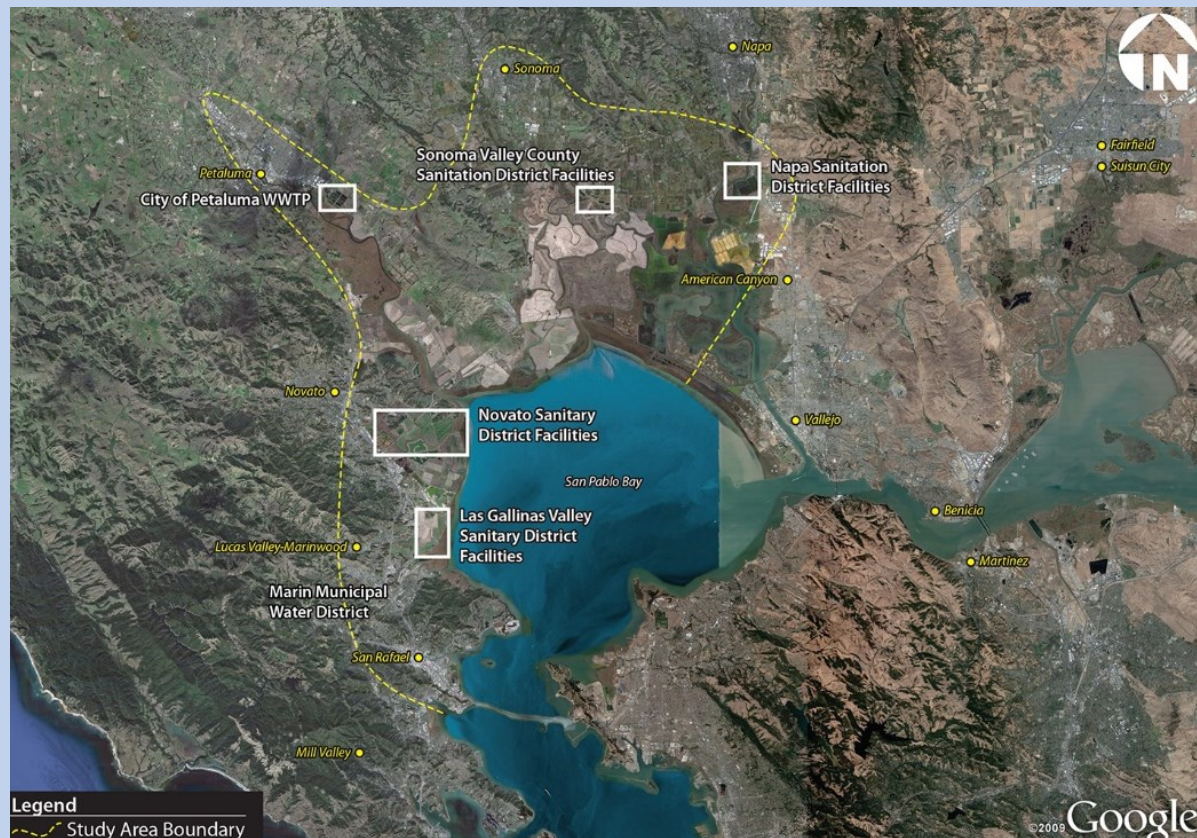 N
Napa
Sonoma
Fairfield
Suisun City
Petaluma
Sonoma Valley County
Sanitation District Facilities
Napa Sanitation
District Facilities
City of Petaluma WWTP
American Canyon
Novato
Novato Sanitary
District Facilities
Vallejo
San Pablo Bay
Las Gallinas Valley
Sanitary District
Facilities
Benicia
Lucas Valley-Marinwood
Martinez
Marin Municipal
Water District
San Rafael
Mill Valley
Legend
Study Area Boundary
©2009 Google